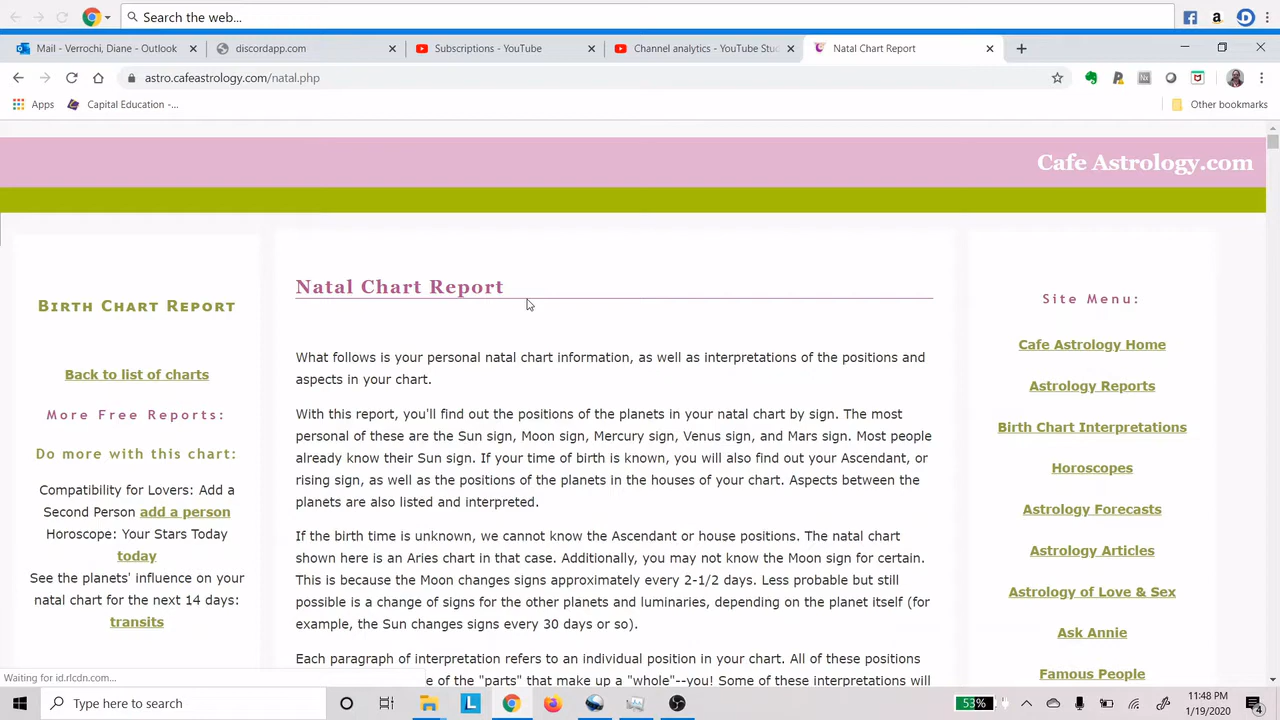 Search the web...
Mail - Verrochi, Diane - Outlook
discordapp.com
Subscriptions - YouTube
Channel analytics - YouTube Stu
Natal Chart Report
astro.cafeastrology.com/natal.php
Apps
Capital Education -...
Other bookmarks
Cafe Astrology.com
BIRTH CHART REPORT
Back to list of charts
More Free Reports:
Do more with this chart:
Compatibility for Lovers: Add a
Second Person add a person
Horoscope: Your Stars Today
today
See the planets' influence on your
natal chart for the next 14 days:
transits
Natal Chart Report
What follows is your personal natal chart information, as well as interpretations of the positions and
aspects in your chart.
With this report, you'll find out the positions of the planets in your natal chart by sign. The most
personal of these are the Sun sign, Moon sign, Mercury sign, Venus sign, and Mars sign. Most people
already know their Sun sign. If your time of birth is known, you will also find out your Ascendant, or
rising sign, as well as the positions of the planets in the houses of your chart. Aspects between the
planets are also listed and interpreted.
If the birth time is unknown, we cannot know the Ascendant or house positions. The natal chart
shown here is an Aries chart in that case. Additionally, you may not know the Moon sign for certain.
This is because the Moon changes signs approximately every 2-1/2 days. Less probable but still
possible is a change of signs for the other planets and luminaries, depending on the planet itself (for
example, the Sun changes signs every 30 days or so).
Each paragraph of interpretation refers to an individual position in your chart. All of these positions
e of the "parts" that make up a "whole"--you! Some of these interpretations will
Site Menu:
Cafe Astrology Home
Astrology Reports
Birth Chart Interpretations
Horoscopes
Astrology Forecasts
Astrology Articles
Astrology of Love & Sex
Ask Annie
Famous People
Waiting for id.rlcdn.com...
Type here to search
53%
11:48 PM
1/19/2020
4